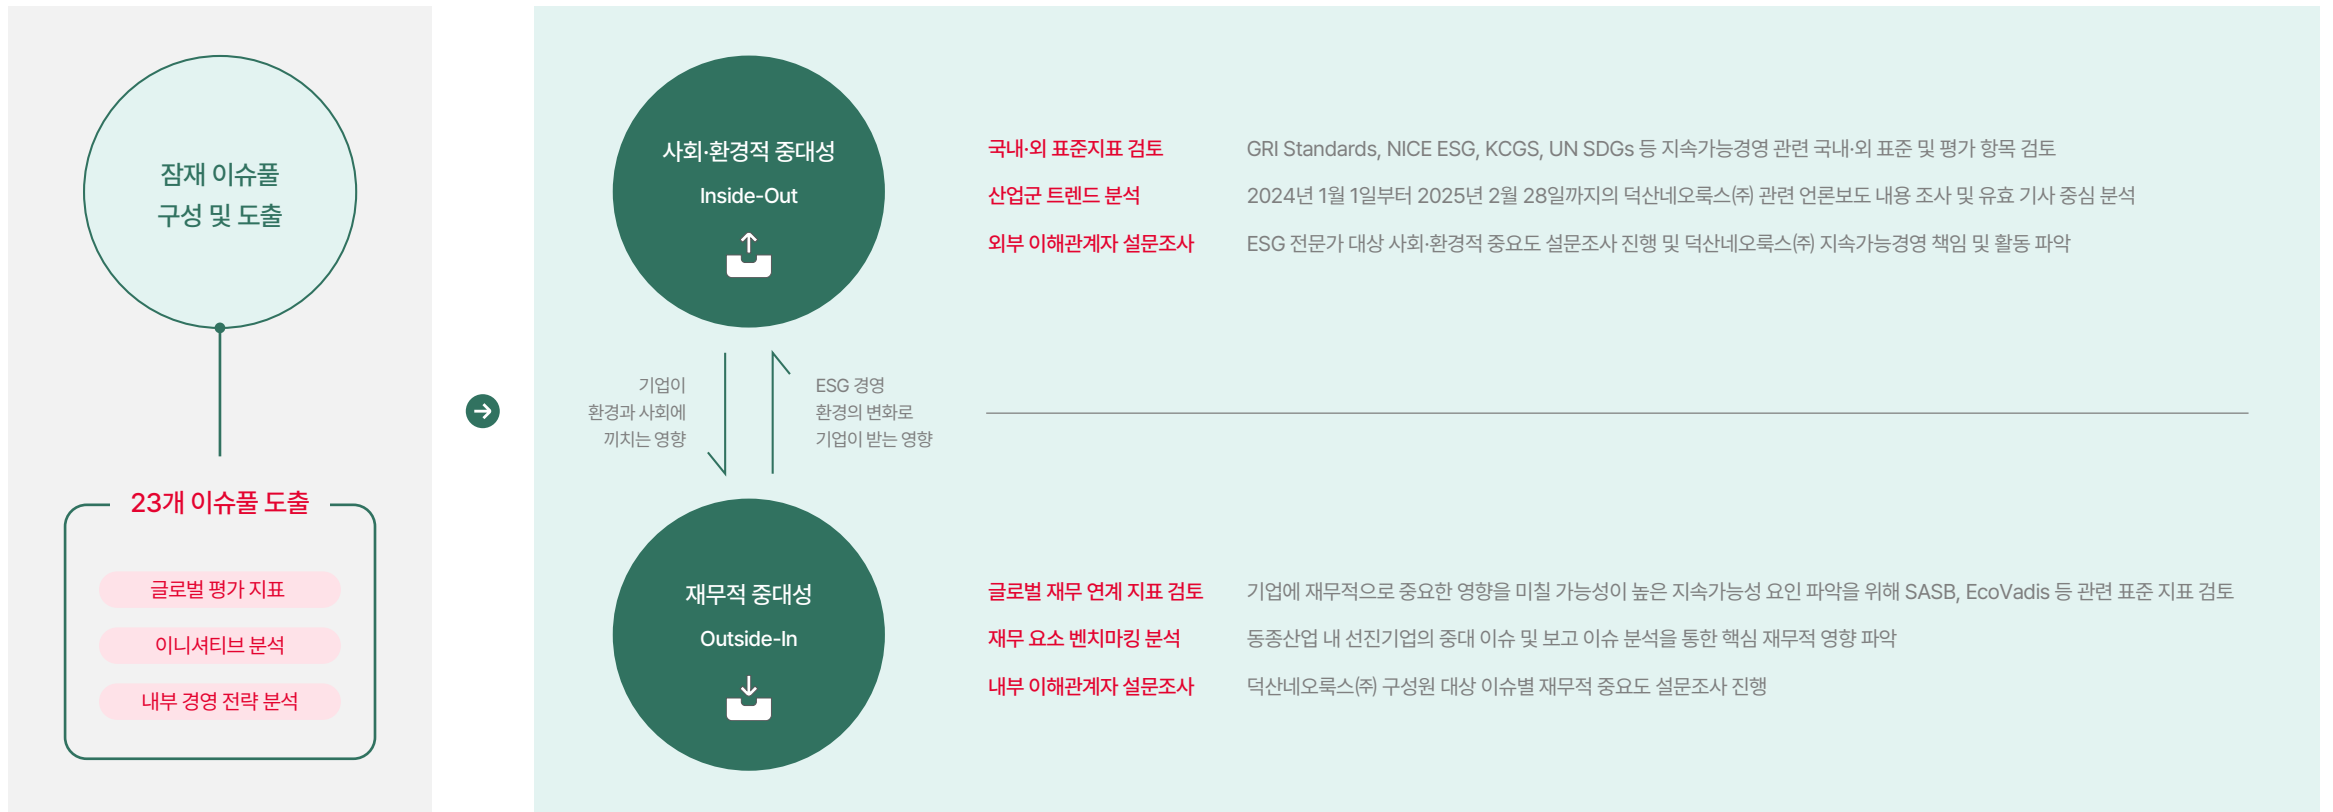 잠재 이슈풀
구성 및 도출
23개 이슈풀 도출
글로벌 평가 지표
이니셔티브 분석
내부 경영 전략 분석
사회·환경적 중대성
Inside-Out
국내·외 표준지표 검토 GRI Standards, NICE ESG, KCGS, UN SDGs 등 지속가능경영 관련 국내·외 표준 및 평가 항목 검토
산업군 트렌드 분석 2024년 1월 1일부터 2025년 2월 28일까지의 덕산네오룩스㈜ 관련 언론보도 내용 조사 및 유효 기사 중심 분석
외부 이해관계자 설문조사 ESG 전문가 대상 사회·환경적 중요도 설문조사 진행 및 덕산네오룩스㈜ 지속가능경영 책임 및 활동 파악
기업이
환경과 사회에
끼치는 영향
ESG 경영
환경의 변화로
기업이 받는 영향
재무적 중대성
Outside-In
글로벌 재무 연계 지표 검토 기업에 재무적으로 중요한 영향을 미칠 가능성이 높은 지속가능성 요인 파악을 위해 SASB, EcoVadis 등 관련 표준 지표 검토
재무 요소 벤치마킹 분석 동종산업 내 선진기업의 중대 이슈 및 보고 이슈 분석을 통한 핵심 재무적 영향 파악
내부 이해관계자 설문조사 덕산네오룩스㈜ 구성원 대상 이슈별 재무적 중요도 설문조사 진행